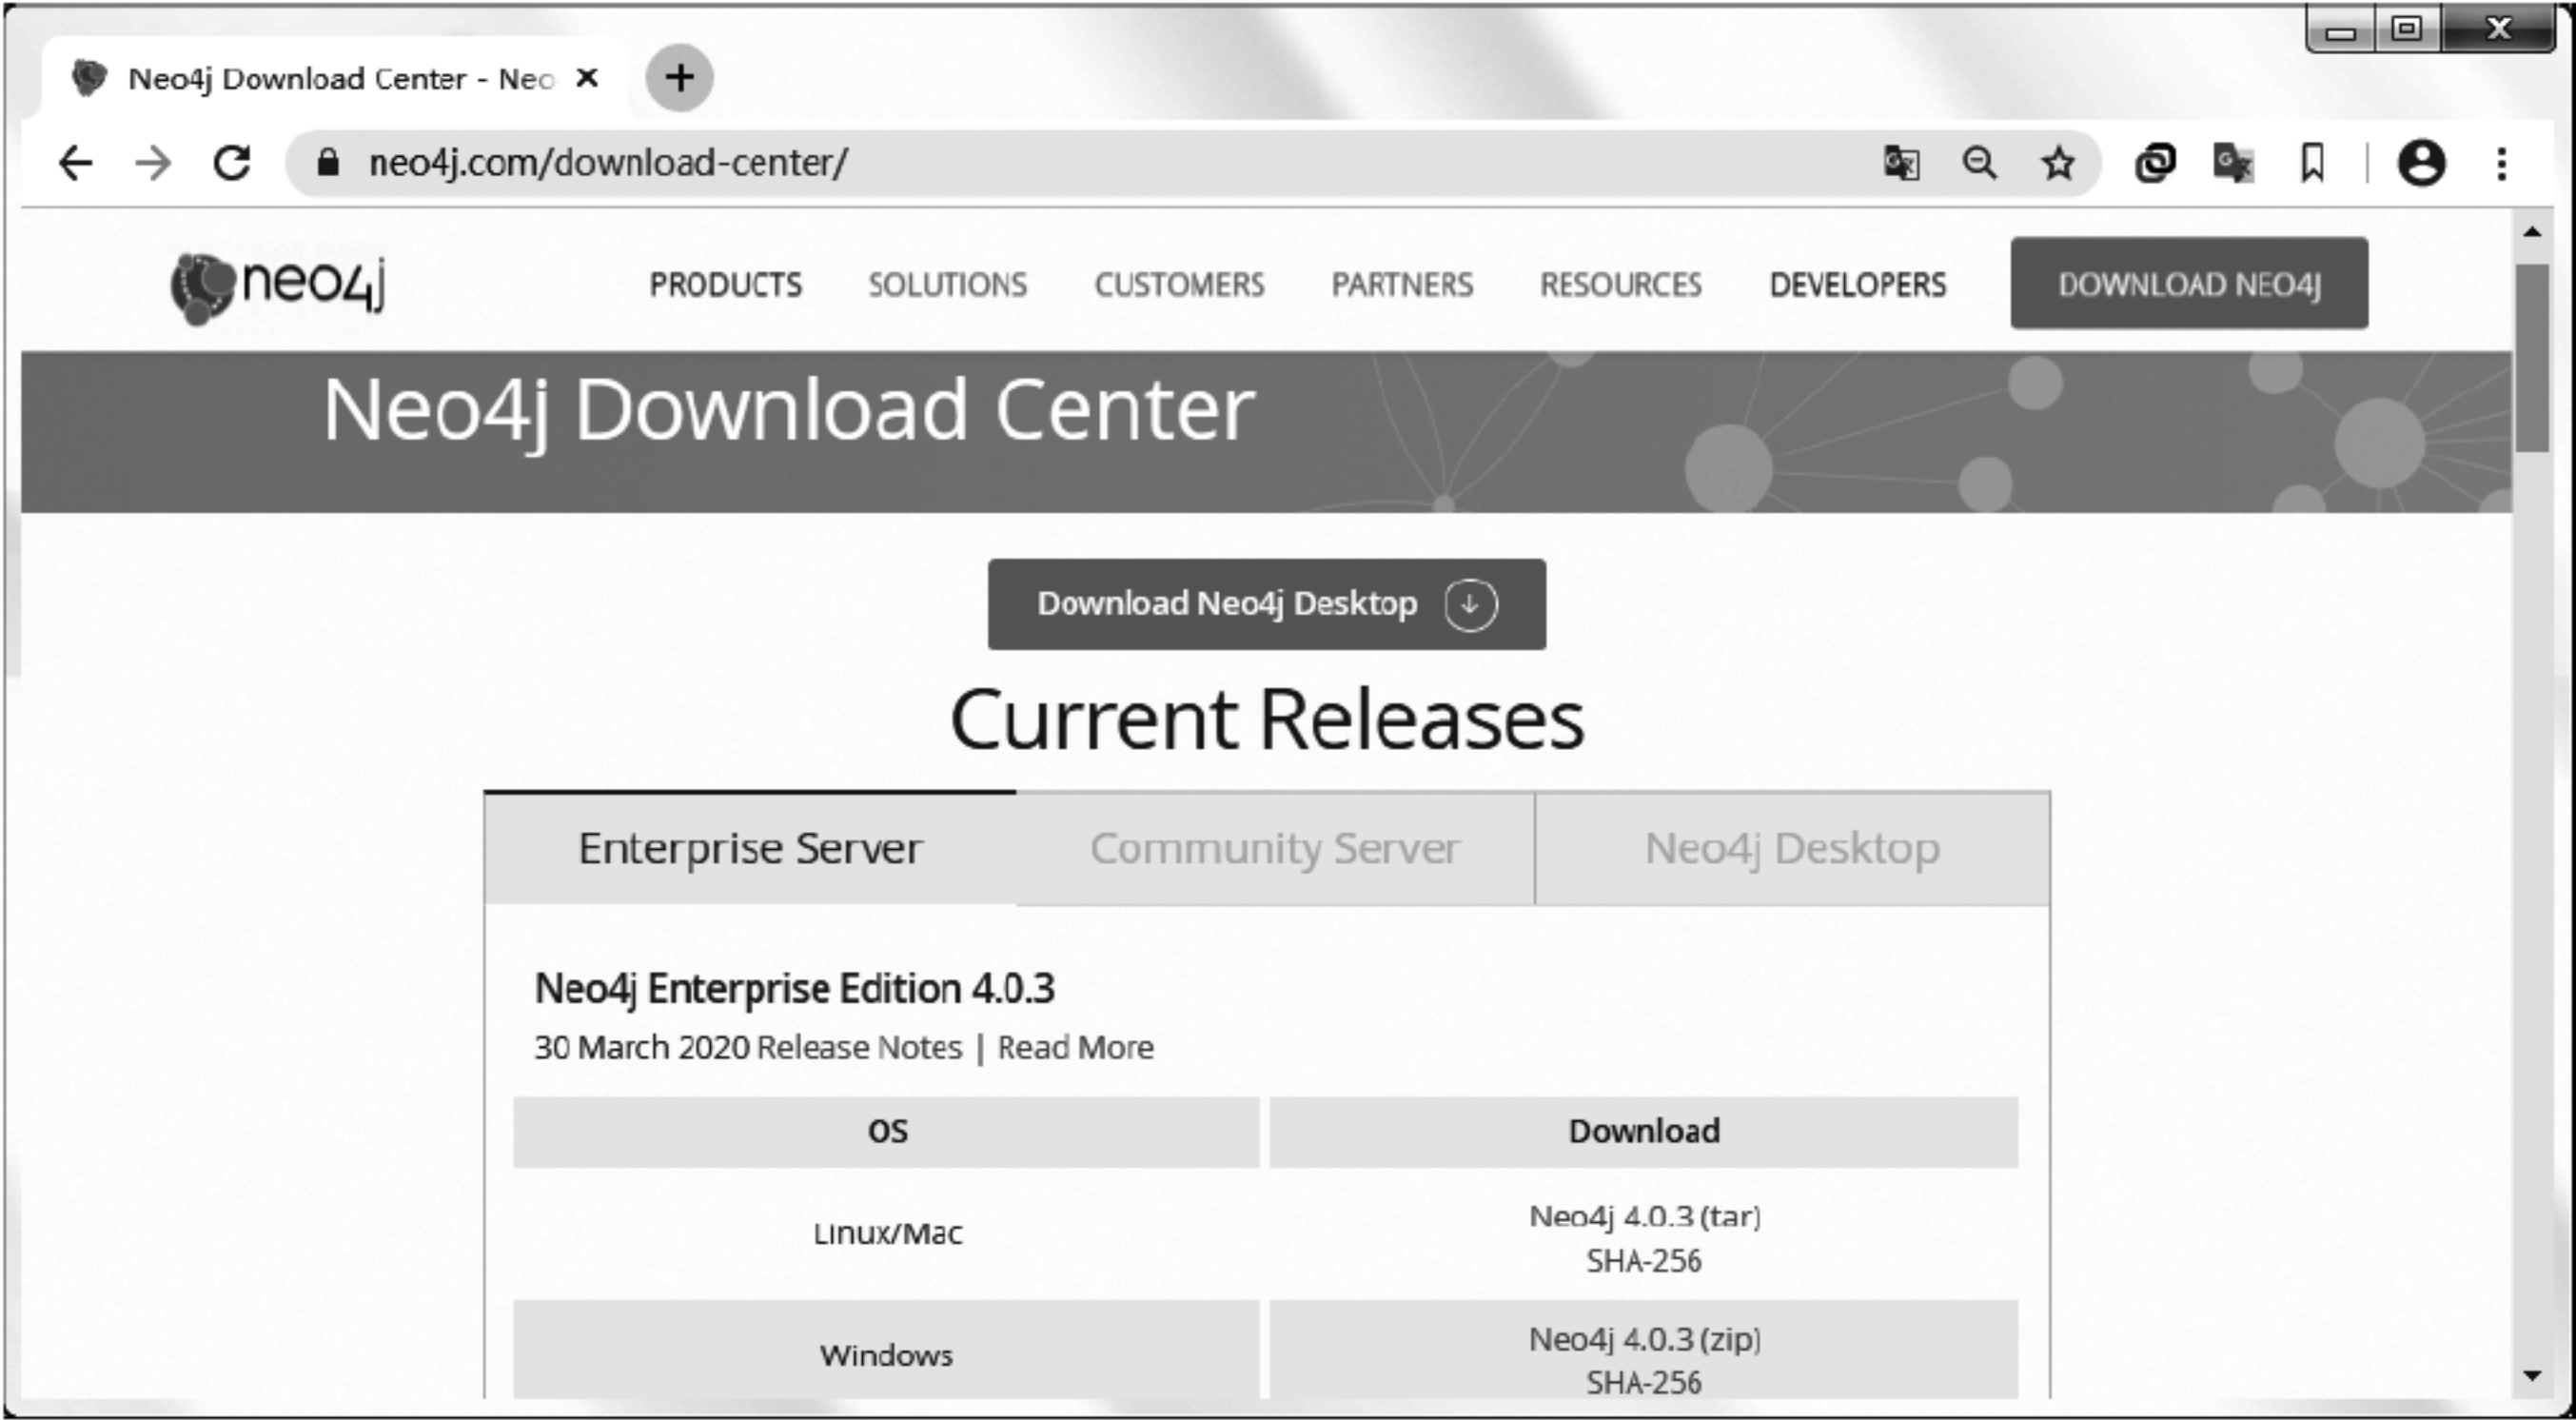 Neo4j Download Center - Neo
neo4j.com/download-center/
neo4j PRODUCTS SOLUTIONS CUSTOMERS PARTNERS RESOURCES DEVELOPERS DOWNLOAD NEO4J
Neo4j Download Center
Download Neo4j Desktop
Current Releases
Enterprise Server Community Server Neo4j Desktop
Neo4j Enterprise Edition 4.0.3
30 March 2020 Release Notes | Read More
OS Download
Linux/Mac Neo4j 4.0.3 (tar)
SHA-256
Windows Neo4j 4.0.3 (zip)
SHA-256